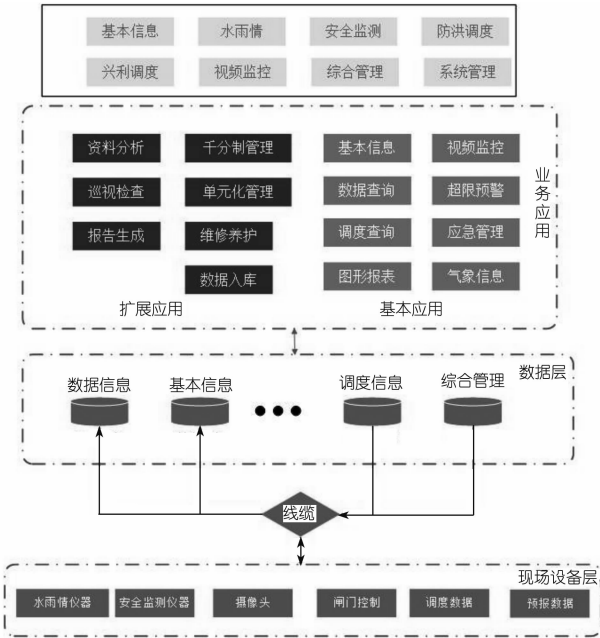 基本信息 水雨情 安全监测 防洪调度
兴利调度 视频监控 综合管理 系统管理
资料分析 千分制管理 基本信息 视频监控
巡视检查 单元化管理 数据查询 超限预警
报告生成 维修养护 调度查询 应急管理
数据入库 图形报表 气象信息
扩展应用 基本应用
业务应用
数据层
数据信息 基本信息 调度信息 综合管理
线缆
现场设备层
水雨情仪器 安全监测仪器 摄像头 闸门控制 调度数据 预报数据